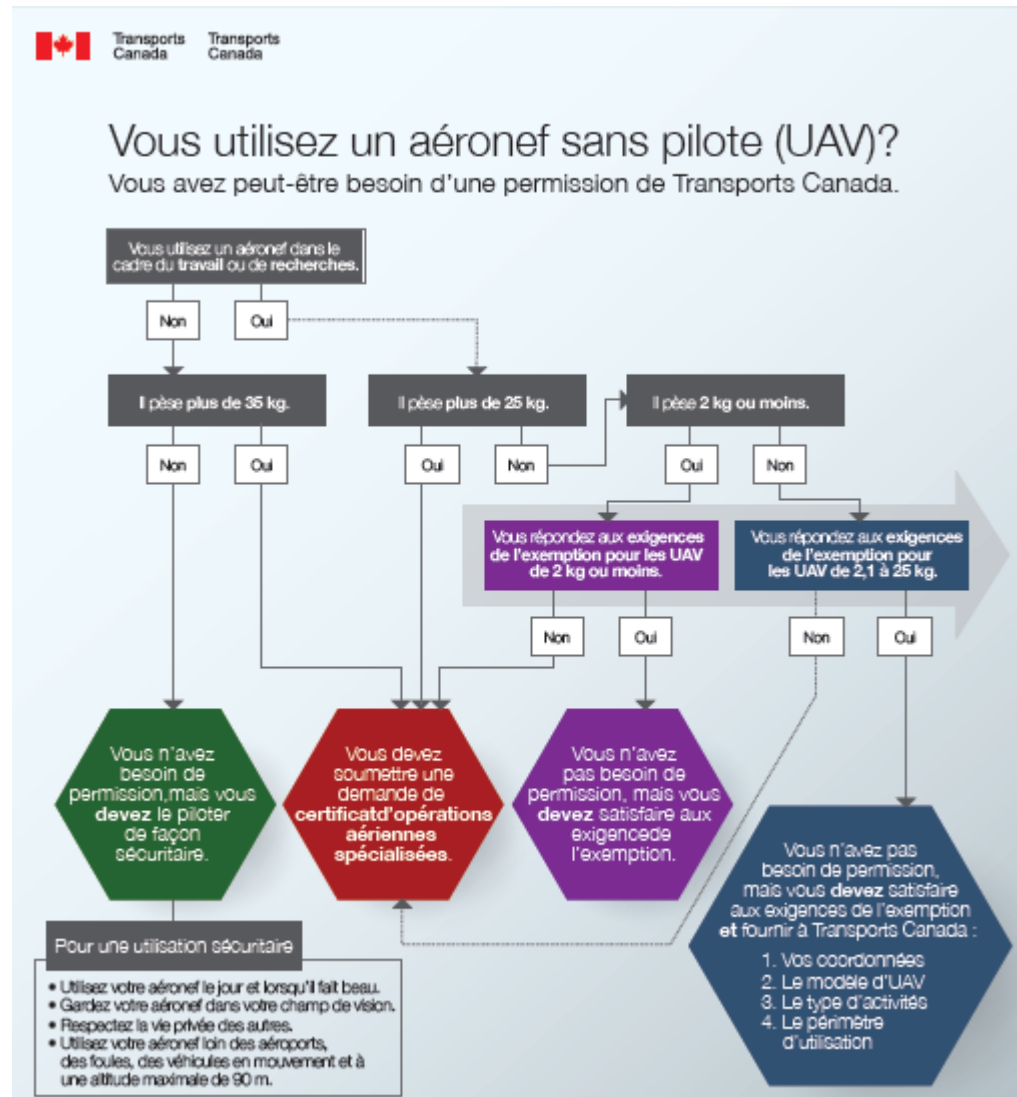 Transports Transports
Canada Canada
Vous utilisez un aéronef sans pilote (UAV)?
Vous avez peut-être besoin d'une permission de Transports Canada.
Vous utilisez un aéronef dans le
cadre du travail ou de recherches.
Non
Oui
Il pèse plus de 35 kg.
Il pèse plus de 25 kg.
Il pèse 2 kg ou moins.
Non
Oui
Oui
Non
Oui
Non
Vous répondez aux exigences
de l'exemption pour les UAV
de 2 kg ou moins.
Vous répondez aux exigences
de l'exemption pour
les UAV de 2,1 à 25 kg.
Non
Oui
Non
Oui
Vous n'avez
besoin de
permission,mais vous
devez le piloter
de façon
sécuritaire.
Vous devez
soumettre une
demande de
certificatd'opérations
aériennes
spécialisées.
Vous n'avez
pas besoin de
permission, mais vous
devez satisfaire aux
exigencede
l'exemption.
Vous n'avez pas
besoin de permission,
mais vous devez satisfaire
aux exigences de l'exemption
et fournir à Transports Canada :
1. Vos coordonnées
2. Le modèle d'UAV
3. Le type d'activités
4. Le périmètre
d'utilisation
Pour une utilisation sécuritaire
• Utilisez votre aéronef le jour et lorsqu'il fait beau.
• Gardez votre aéronef dans votre champ de vision.
• Respectez la vie privée des autres.
• Utilisez votre aéronef loin des aéroports,
des foules, des véhicules en mouvement et à
une altitude maximale de 90 m.